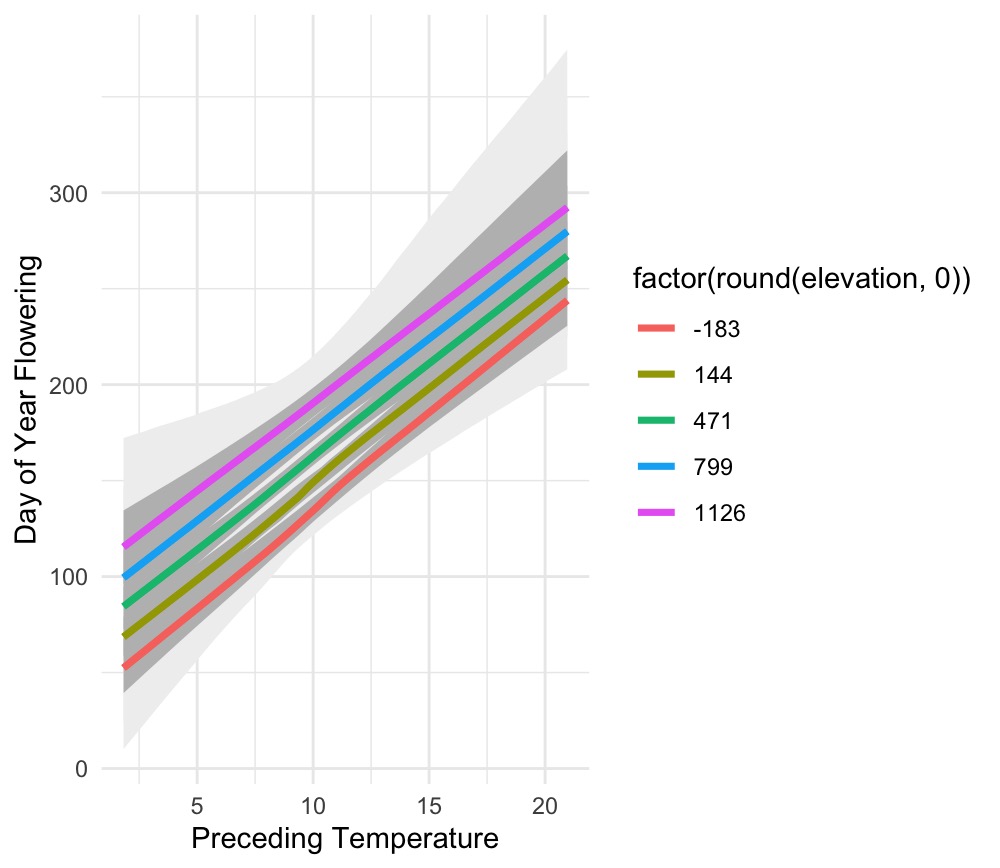 300
200
100
0
Day of Year Flowering
5 10 15 20
Preceding Temperature
factor(round(elevation, 0))
-183
144
471
799
1126